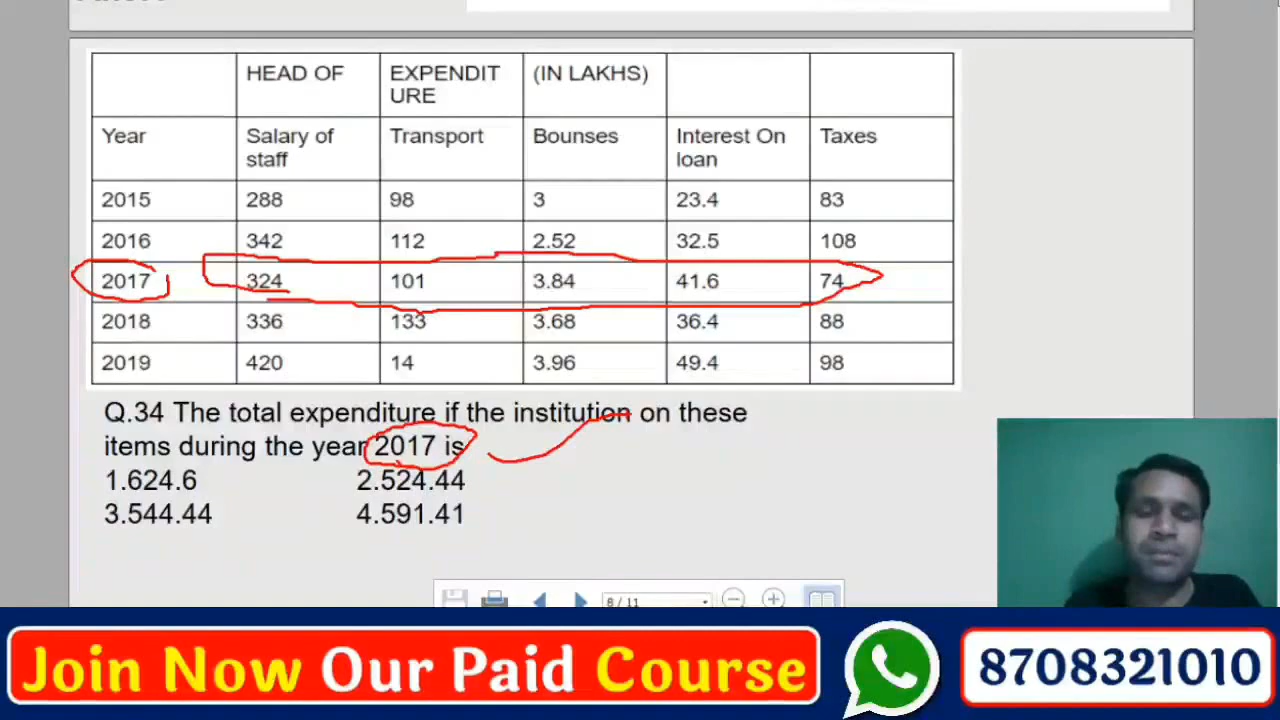 HEAD OF EXPENDIT (IN LAKHS)
URE
Year Salary of Transport Bounses Interest On Taxes
staff loan
2015 288 98 3 23.4 83
2016 342 112 2.52 32.5 108
2017 324 101 3.84 41.6 74
2018 336 133 3.68 36.4 88
2019 420 14 3.96 49.4 98
Q.34 The total expenditure if the institution on these
items during the year 2017 is
1.624.6 2.524.44
3.544.44 4.591.41
8 / 11
Join Now Our Paid Course 8708321010